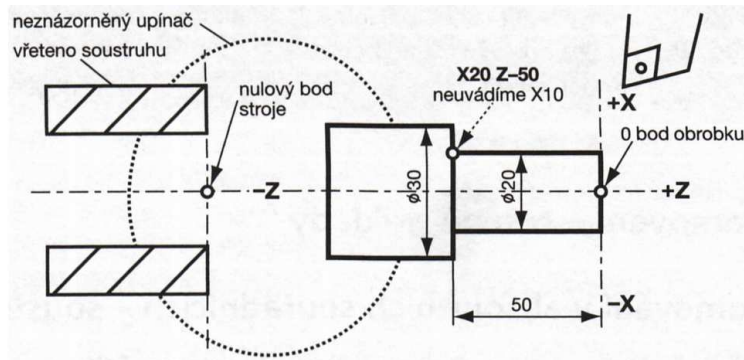 neznázorněný upínač
vřeteno soustruhu
nulový bod
stroje
X20 Z–50
neuvádíme X10
+X
0 bod obrobku
–Z
ø30
ø20
+Z
50
–X